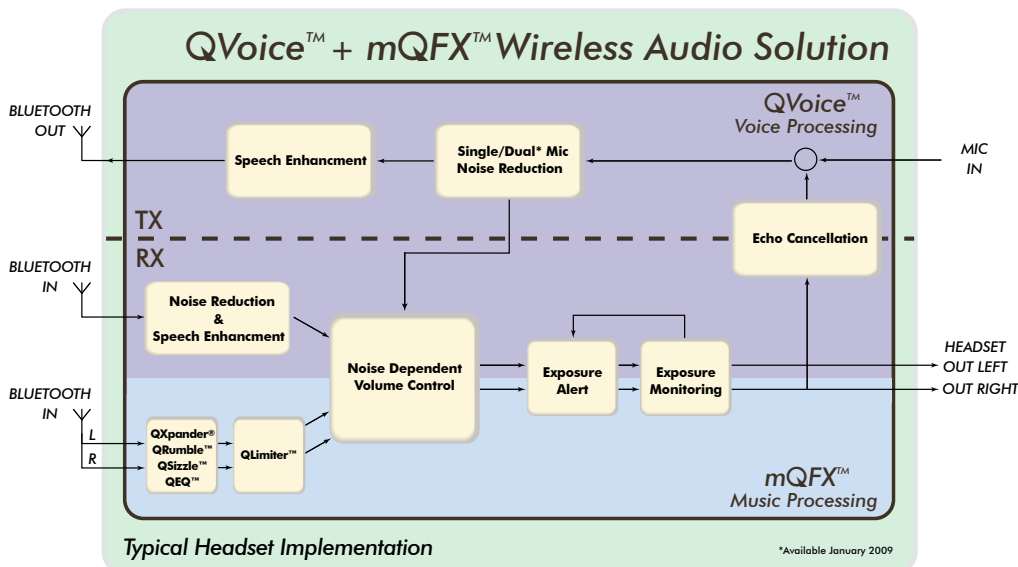 QVoice™ + mQFX™ Wireless Audio Solution
QVoice™
Voice Processing
BLUETOOTH
OUT
Speech Enhancment
Single/Dual* Mic
Noise Reduction
MIC
IN
TX
Echo Cancellation
RX
BLUETOOTH
IN
Noise Reduction
&
Speech Enhancment
Noise Dependent
Volume Control
Exposure
Alert
Exposure
Monitoring
HEADSET
OUT LEFT
OUT RIGHT
BLUETOOTH
IN
L
R
QXpander®
QRumble™
QSizzle™
QEQ™
QLimiter™
mQFX™
Music Processing
Typical Headset Implementation
*Available January 2009